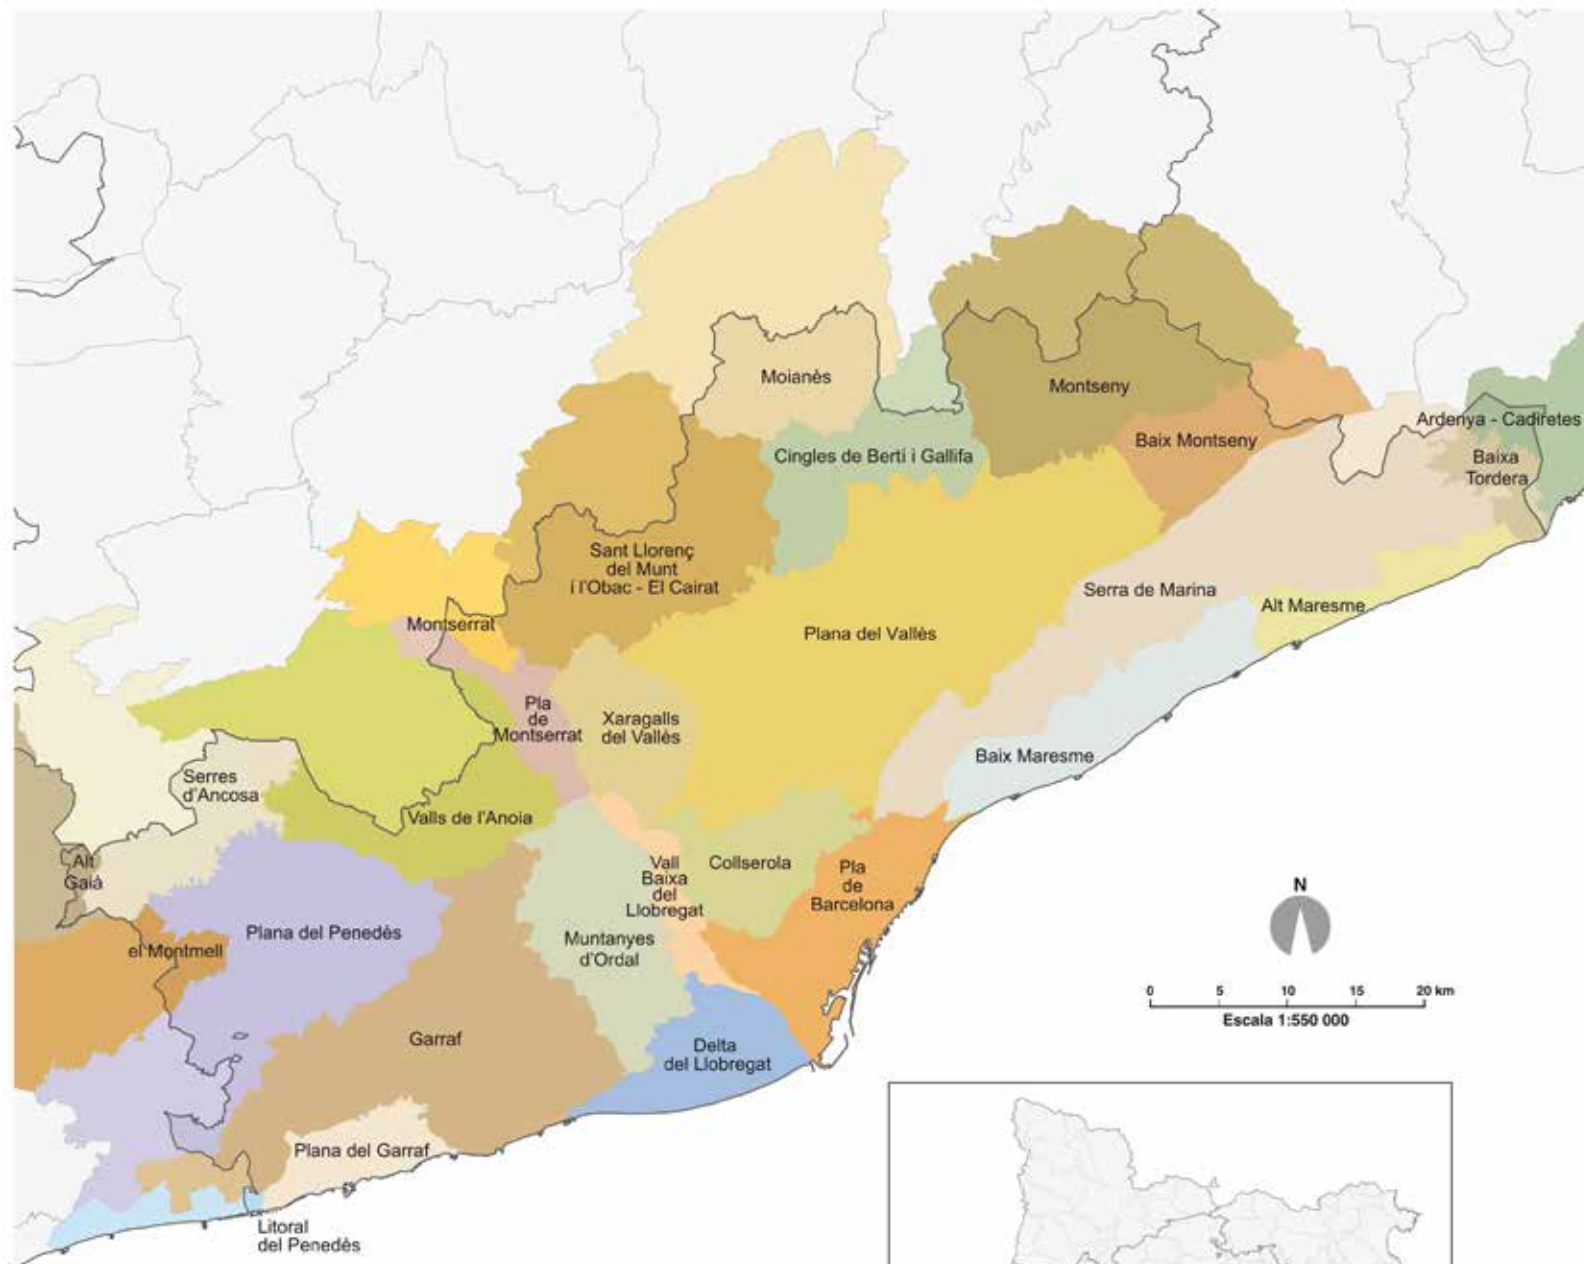 Moianès
Montseny
Ardenya - Cadiretes
Baix Montseny
Cingles de Bertí i Gallifa
Baixa
Tordera
Sant Llorenç
del Munt
i l'Obac - El Cairat
Serra de Marina
Alt Maresme
Montserrat
Plana del Vallès
Pla
de
Montserrat
Xaragalls
del Vallès
Baix Maresme
Serres
d'Ancosa
Valls de l'Anoia
Alt
Gaià
Vall
Baixa
del
Llobregat
Collserola
Pla
de
Barcelona
N
Plana del Penedès
el Montmell
Muntanyes
d'Ordal
0 5 10 15 20 km
Escala 1:550 000
Garraf
Delta
del Llobregat
Plana del Garraf
Litoral
del Penedès